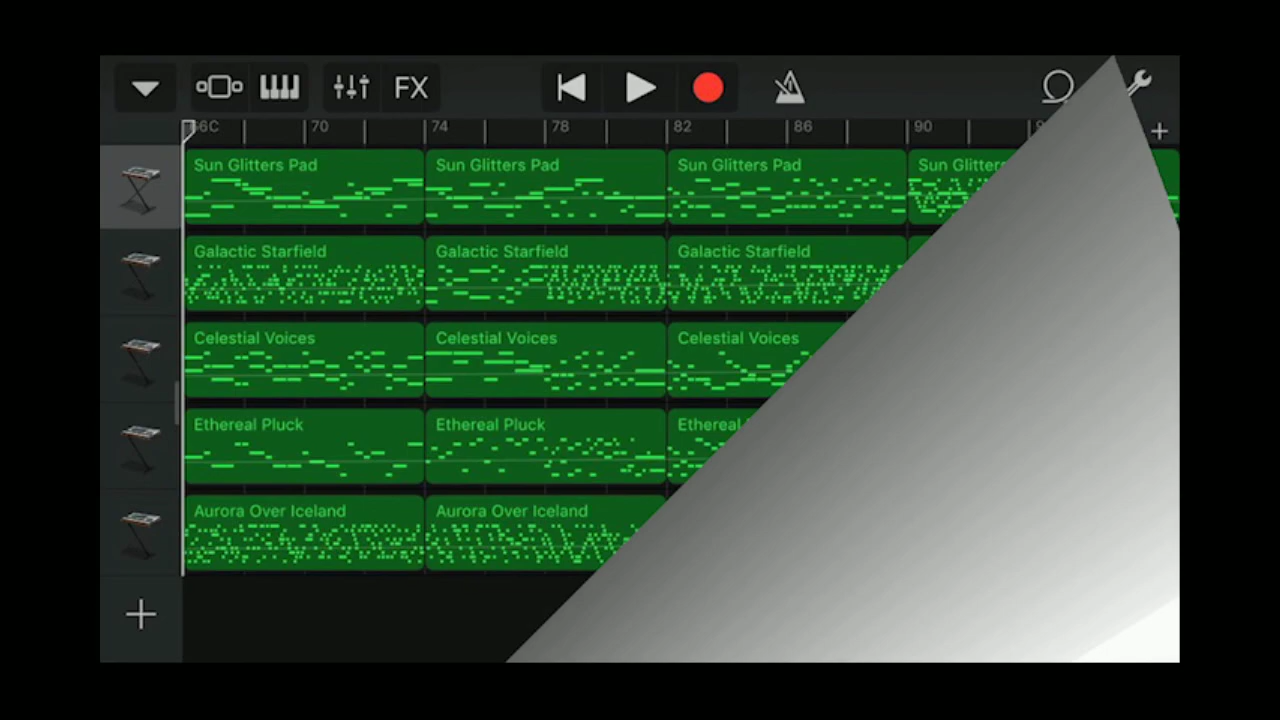 FX
66C 70 74 78 82 86 90
Sun Glitters Pad Sun Glitters Pad Sun Glitters Pad Sun Glitters
Galactic Starfield Galactic Starfield Galactic Starfield
Celestial Voices Celestial Voices Celestial Voices
Ethereal Pluck Ethereal Pluck Ethereal
Aurora Over Iceland Aurora Over Iceland